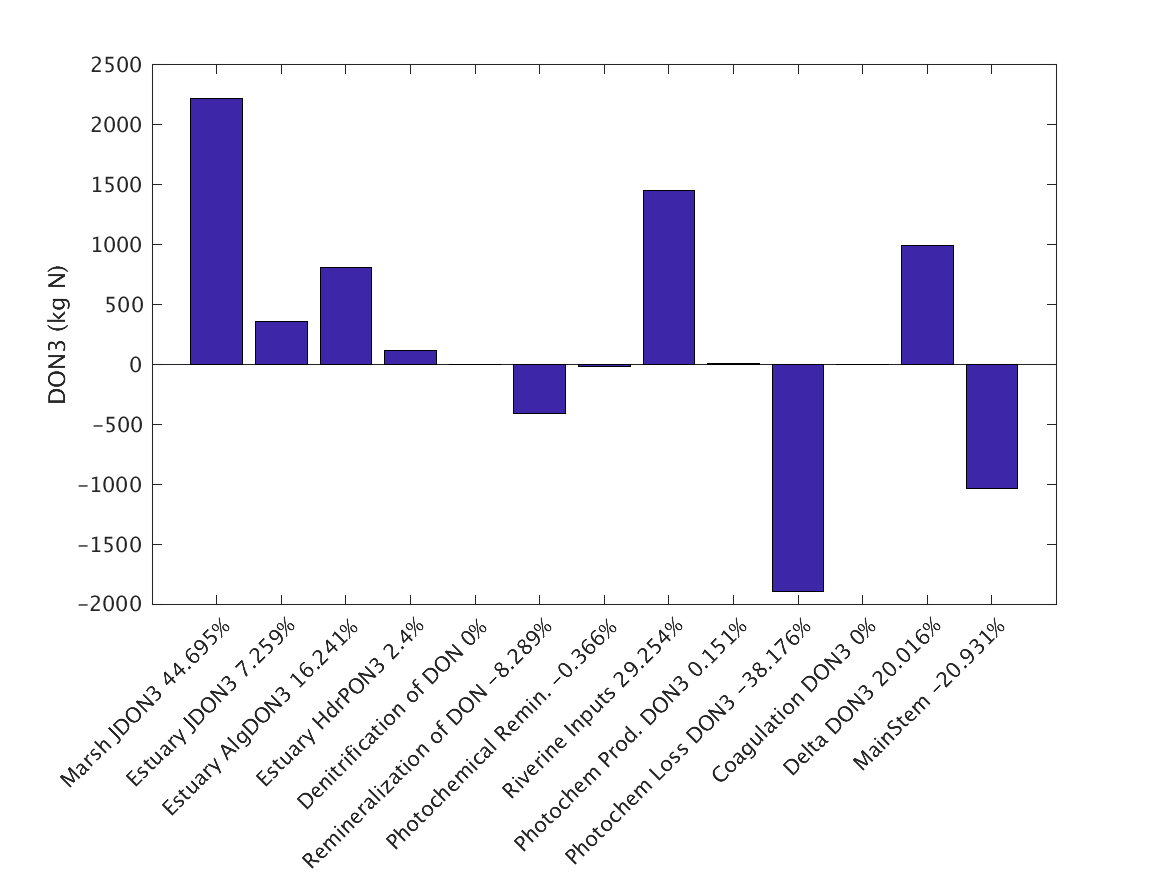 2500
2000
1500
1000
500
0
−500
−1000
−1500
−2000
DON3 (kg N)
Marsh JDON3 44.695%
Estuary JDON3 7.259%
Estuary AlgDON3 16.241%
Estuary HdrPON3 2.4%
Denitrification of DON 0%
Remineralization of DON −8.289%
Photochemical Remin. −0.366%
Riverine Inputs 29.254%
Photochem Prod. DON3 0.151%
Photochem Loss DON3 −38.176%
Coagulation DON3 0%
Delta DON3 20.016%
MainStem −20.931%